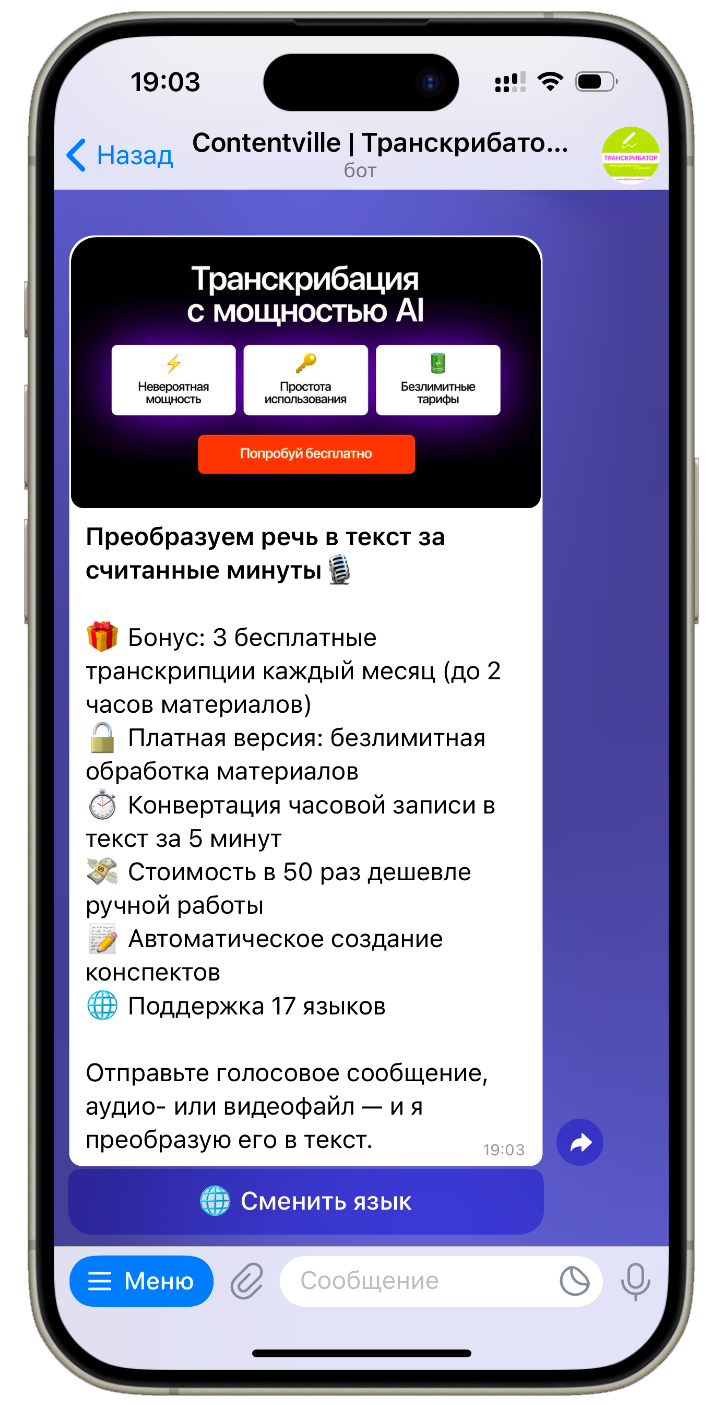 19:03
Назад
Contentville | Транскрибато...
бот
ТРАНСКРИБАТОР
Транскрибация
с мощностью AI
⚡ Невероятная
мощность
🔑 Простота
использования
🔋 Безлимитные
тарифы
Попробуй бесплатно
Преобразуем речь в текст за
считанные минуты🎙
🎁 Бонус: 3 бесплатные
транскрипции каждый месяц (до 2
часов материалов)
🔓 Платная версия: безлимитная
обработка материалов
⏱ Конвертация часовой записи в
текст за 5 минут
💸 Стоимость в 50 раз дешевле
ручной работы
📝 Автоматическое создание
конспектов
🌐 Поддержка 17 языков
Отправьте голосовое сообщение,
аудио- или видеофайл — и я
преобразую его в текст.
19:03
🌐 Сменить язык
Меню
Сообщение